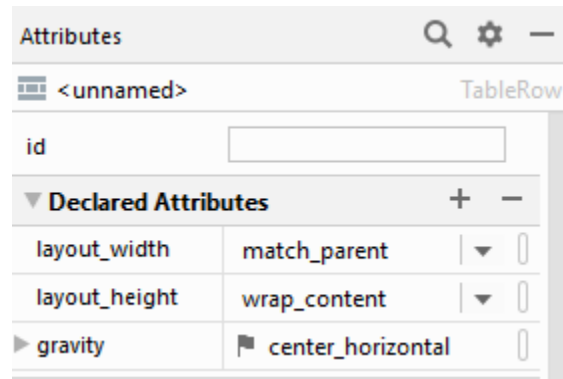 Attributes
<unnamed> TableRow
id
Declared Attributes
layout_width match_parent
layout_height wrap_content
gravity center_horizontal